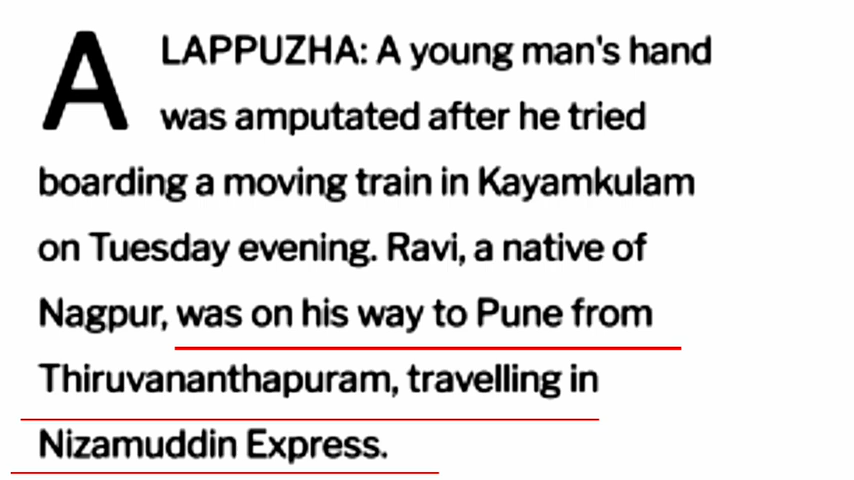 ALAPPUZHA: A young man's hand
was amputated after he tried
boarding a moving train in Kayamkulam
on Tuesday evening. Ravi, a native of
Nagpur, was on his way to Pune from
Thiruvananthapuram, travelling in
Nizamuddin Express.